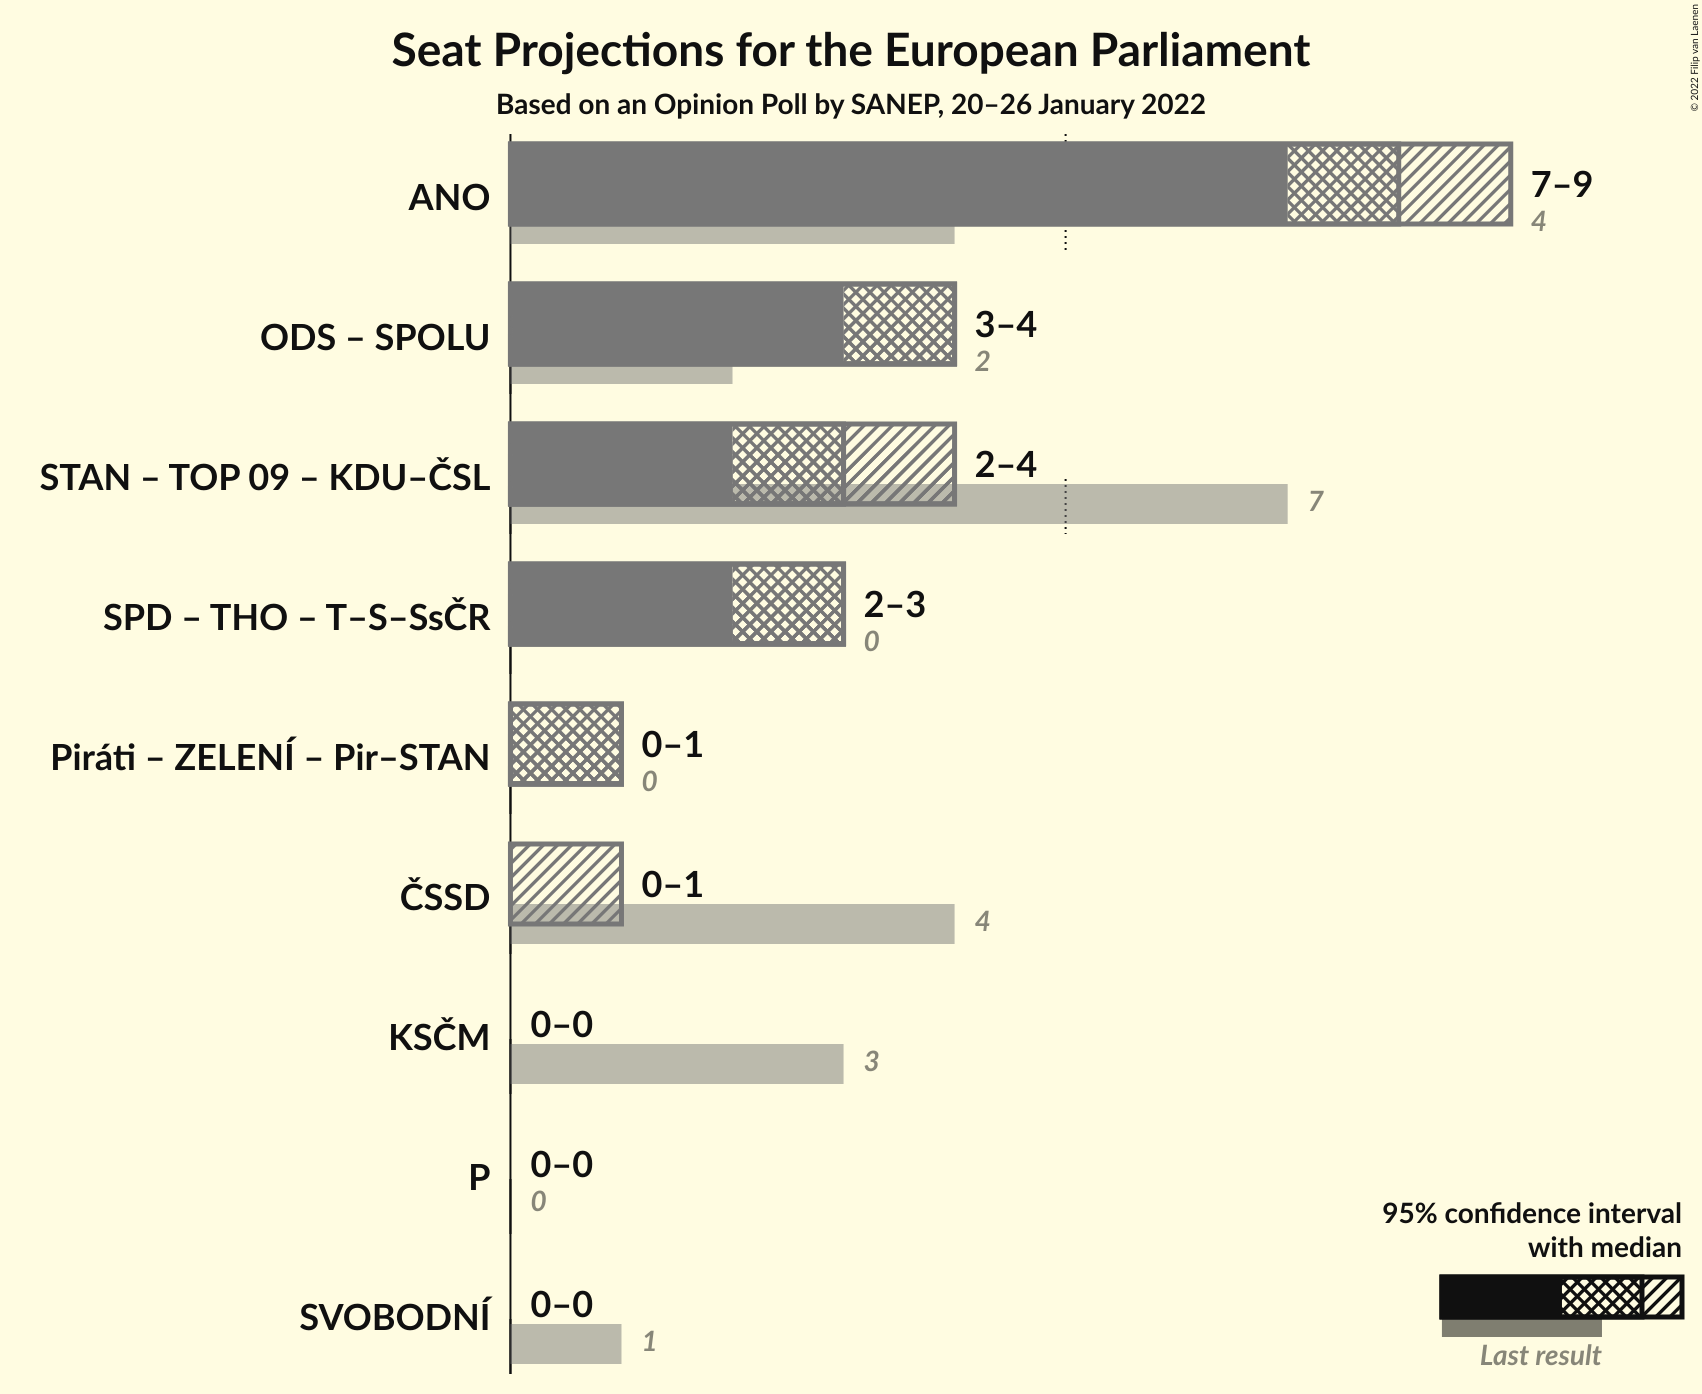 Seat Projections for the European Parliament
Based on an Opinion Poll by SANEP, 20–26 January 2022
© 2022 Filip van Laenen
ANO
7–9
4
ODS – SPOLU
3–4
2
STAN – TOP 09 – KDU–ČSL
2–4
7
SPD – THO – T–S–SsČR
2–3
0
Piráti – ZELENÍ – Pir–STAN
0–1
0
ČSSD
0–1
4
KSČM
0–0
3
P
0–0
0
SVOBODNÍ
0–0
1
95% confidence interval
with median
Last result